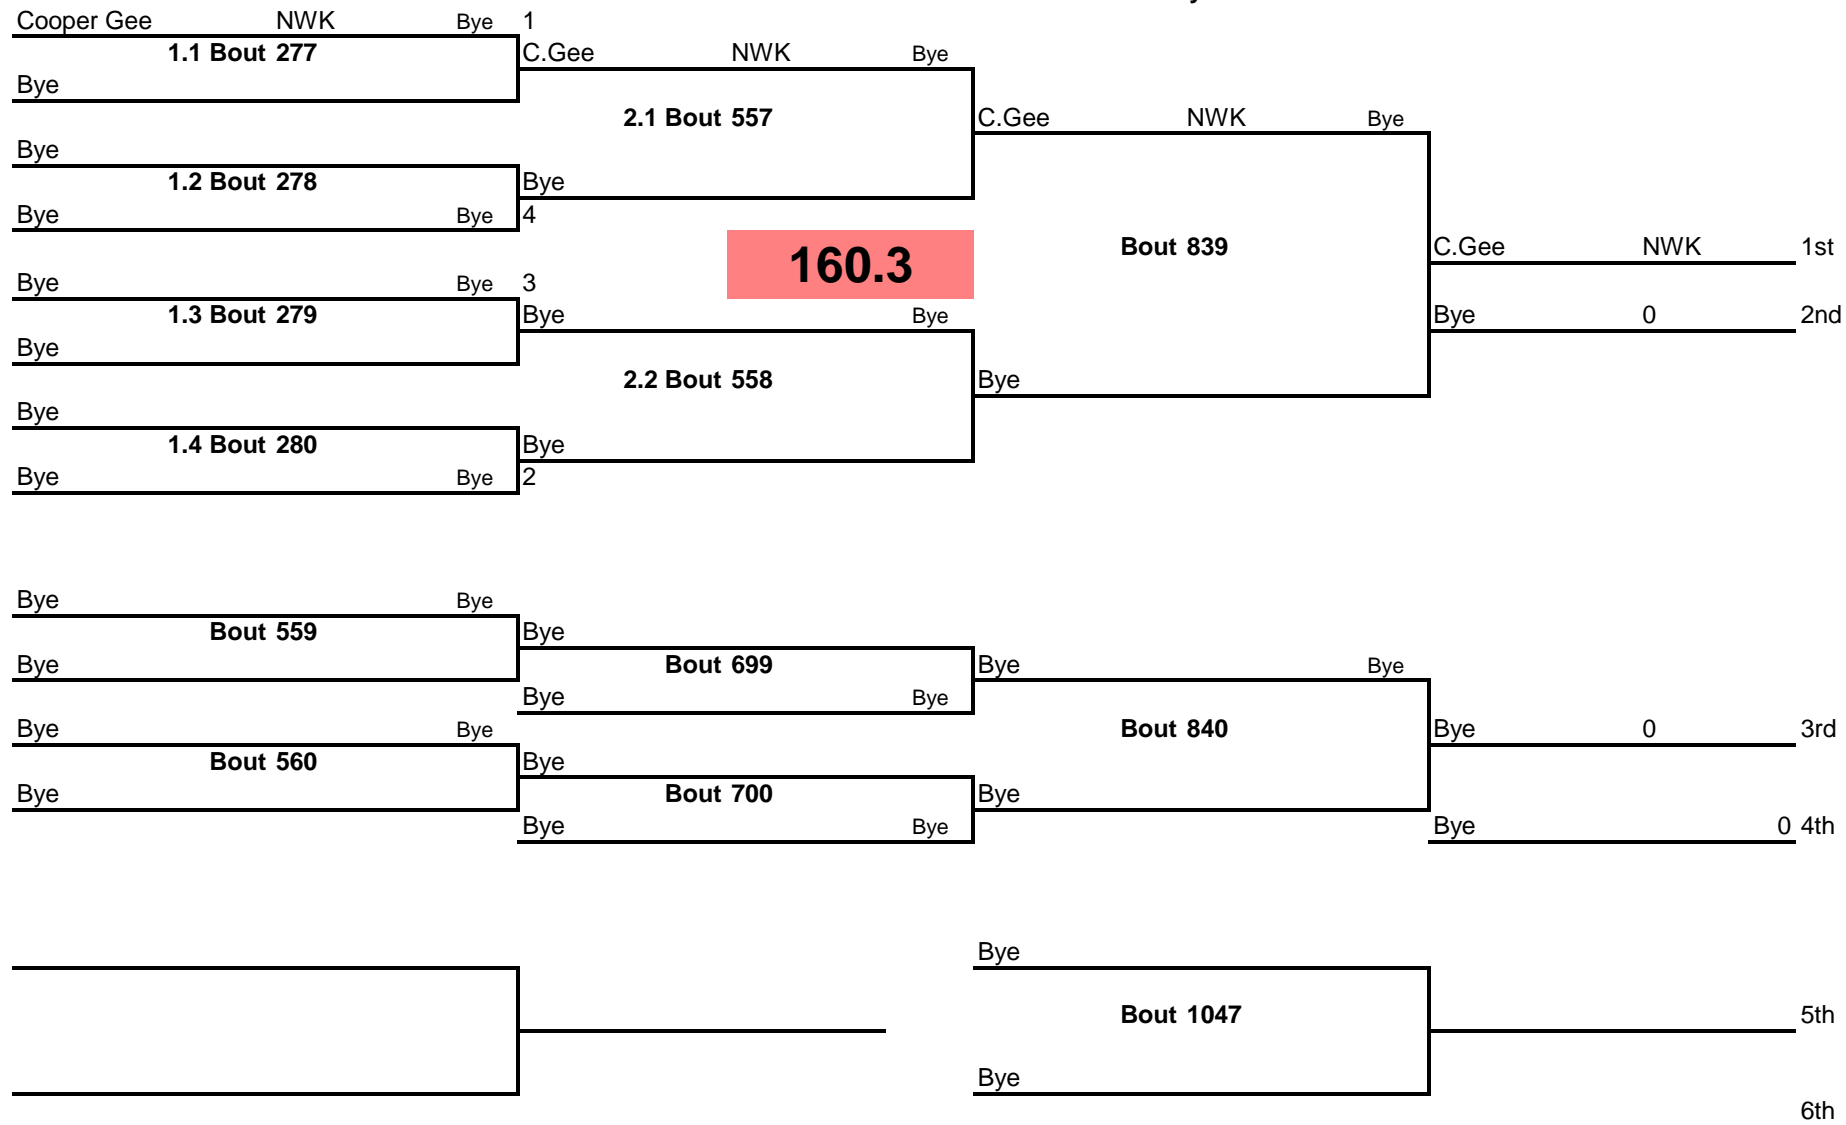 Cooper Gee NWK Bye 1
1.1 Bout 277 C.Gee NWK Bye
Bye
2.1 Bout 557 C.Gee NWK Bye
Bye
1.2 Bout 278 Bye
Bye Bye 4
160.3 Bout 839 C.Gee NWK 1st
Bye Bye 3
1.3 Bout 279 Bye Bye Bye 0 2nd
Bye
2.2 Bout 558 Bye
Bye
1.4 Bout 280 Bye
Bye Bye 2
Bye Bye
Bout 559 Bye
Bye Bout 699 Bye Bye
Bye Bye
Bye Bye Bout 840 Bye 0 3rd
Bout 560 Bye
Bye Bout 700 Bye
Bye Bye Bye 0 4th
Bye
Bout 1047 5th
Bye
6th